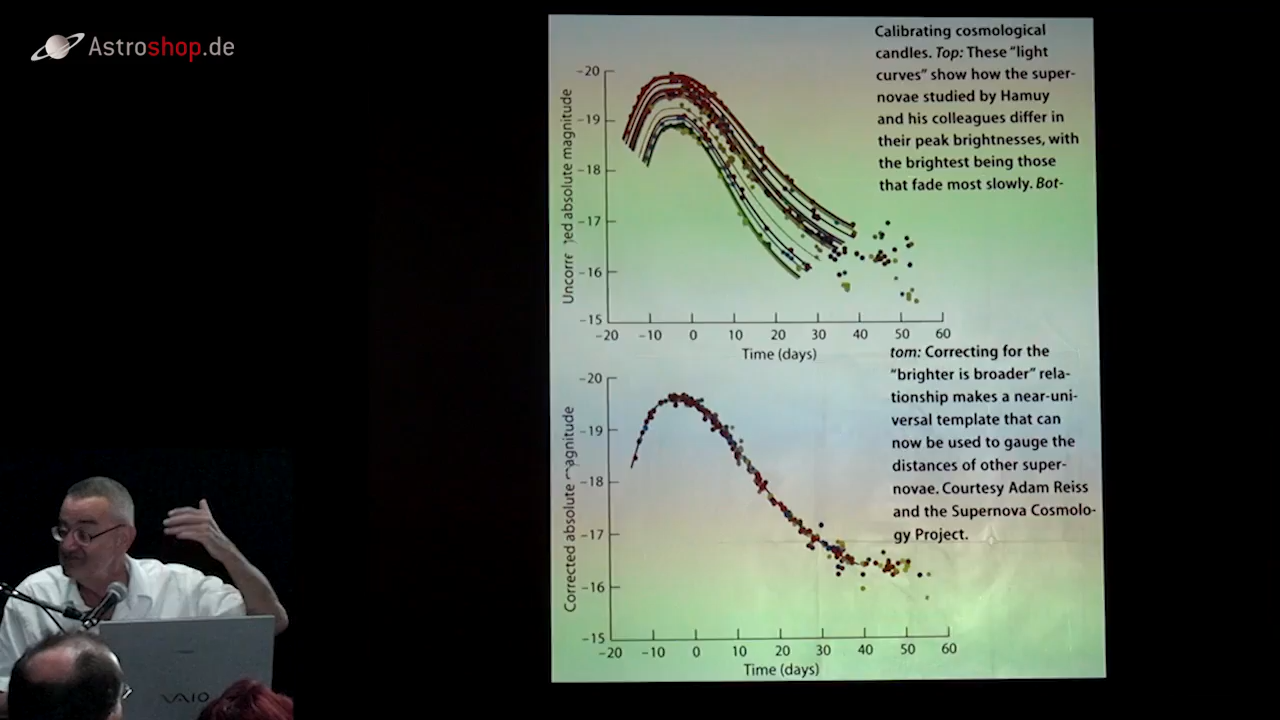 Astroshop.de
Calibrating cosmological
candles. Top: These “light
curves” show how the super-
novae studied by Hamuy
and his colleagues differ in
their peak brightnesses, with
the brightest being those
that fade most slowly. Bot-
−20
−19
−18
−17
−16
−15
absolute magnitude
−20 −10 0 10 20 30 40 50 60
Time (days)
tom: Correcting for the
“brighter is broader” rela-
tionship makes a near-uni-
versal template that can
now be used to gauge the
distances of other super-
novae. Courtesy Adam Reiss
and the Supernova Cosmolo-
gy Project.
−20
−19
−18
−17
−16
−15
Corrected absolute magnitude
−20 −10 0 10 20 30 40 50 60
Time (days)
VAIO